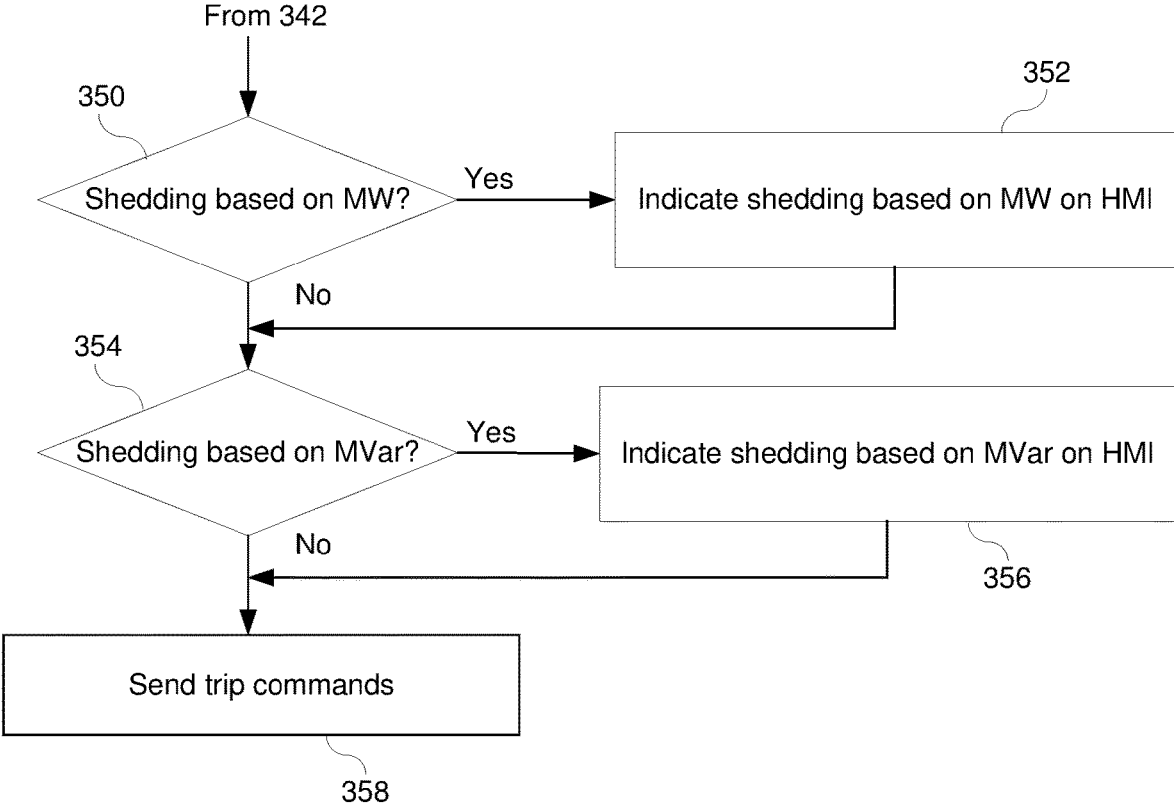 From 342
350
352
Shedding based on MW?
Yes
Indicate shedding based on MW on HMI
No
354
Shedding based on MVar?
Yes
Indicate shedding based on MVar on HMI
No
356
Send trip commands
358